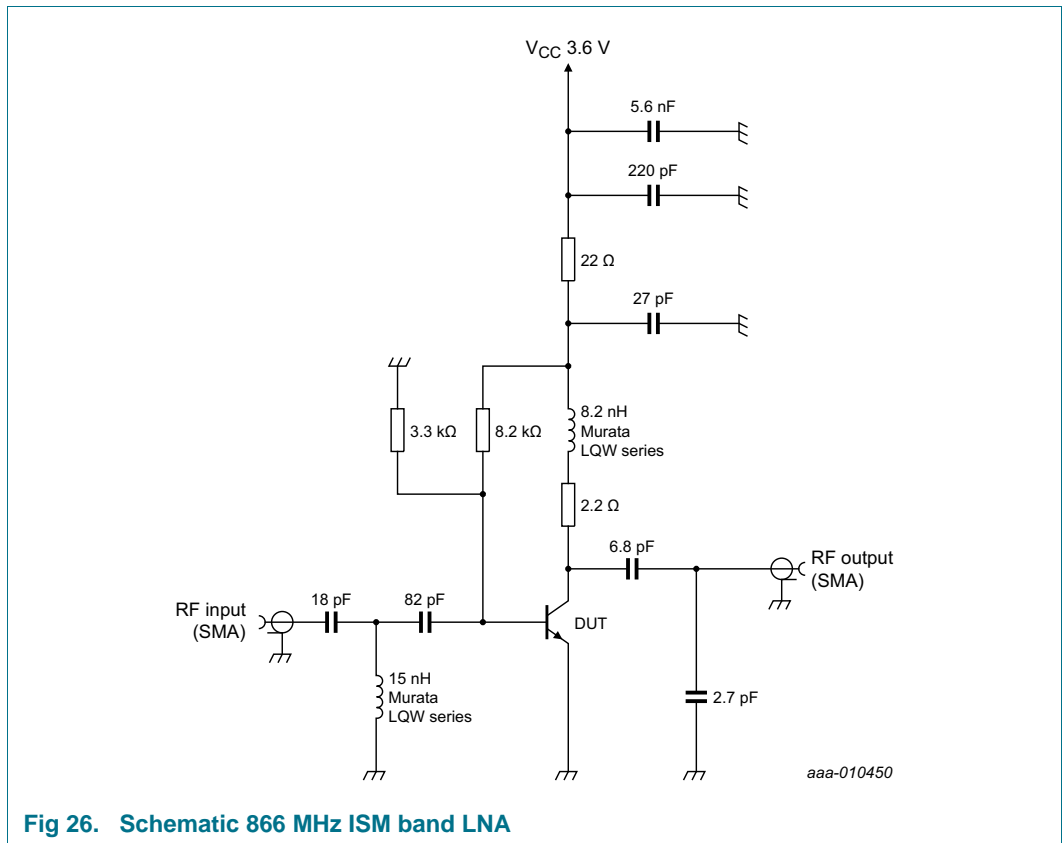 VCC 3.6 V
5.6 nF
220 pF
22 Ω
27 pF
3.3 kΩ
8.2 kΩ
8.2 nH
Murata
LQW series
2.2 Ω
6.8 pF
RF output
(SMA)
RF input
(SMA)
18 pF
82 pF
DUT
15 nH
Murata
LQW series
2.7 pF
aaa-010450
Fig 26. Schematic 866 MHz ISM band LNA